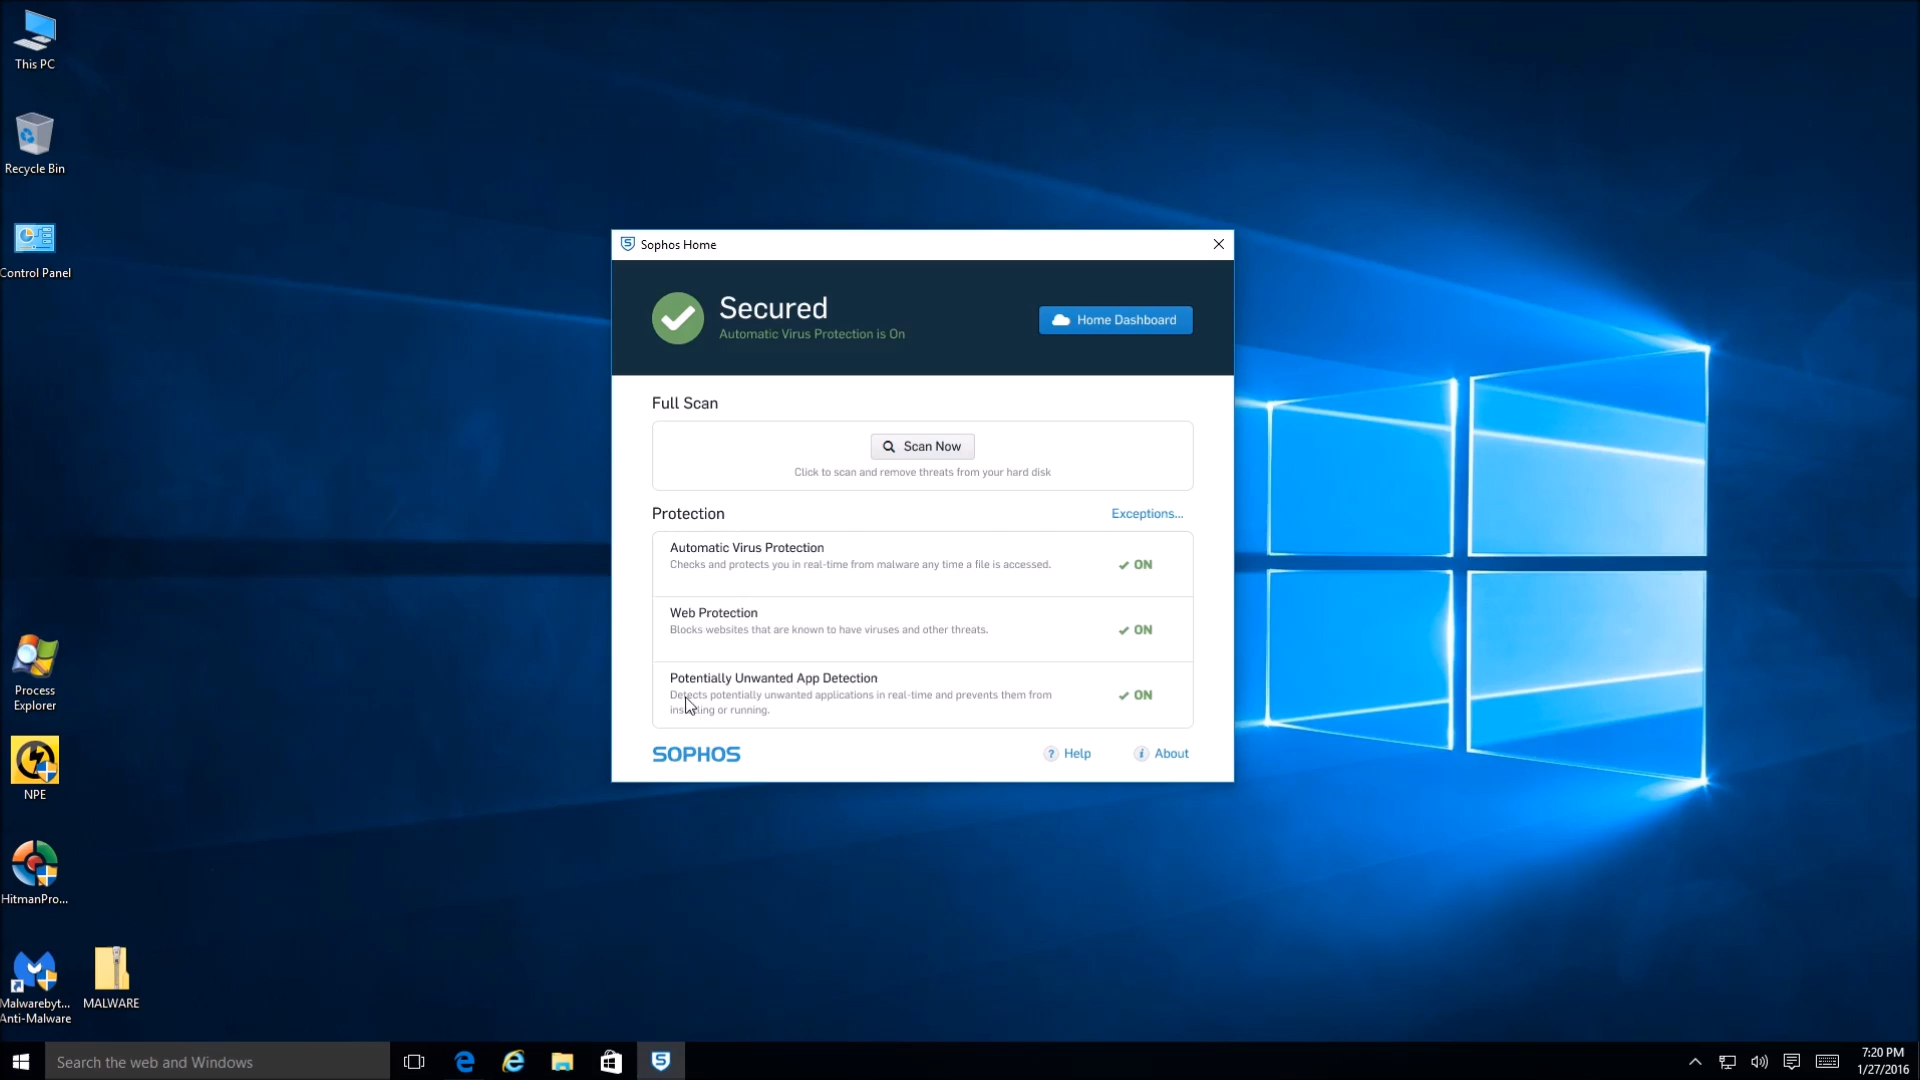 This PC
Recycle Bin
Control Panel
Process
Explorer
NPE
HitmanPro...
Malwarebyt...
Anti-Malware
MALWARE
Sophos Home
Secured
Automatic Virus Protection is On
Home Dashboard
Full Scan
Scan Now
Click to scan and remove threats from your hard disk
Protection
Exceptions...
Automatic Virus Protection
Checks and protects you in real-time from malware any time a file is accessed.
ON
Web Protection
Blocks websites that are known to have viruses and other threats.
ON
Potentially Unwanted App Detection
Detects potentially unwanted applications in real-time and prevents them from
installing or running.
ON
SOPHOS
Help
About
Search the web and Windows
7:20 PM
1/27/2016